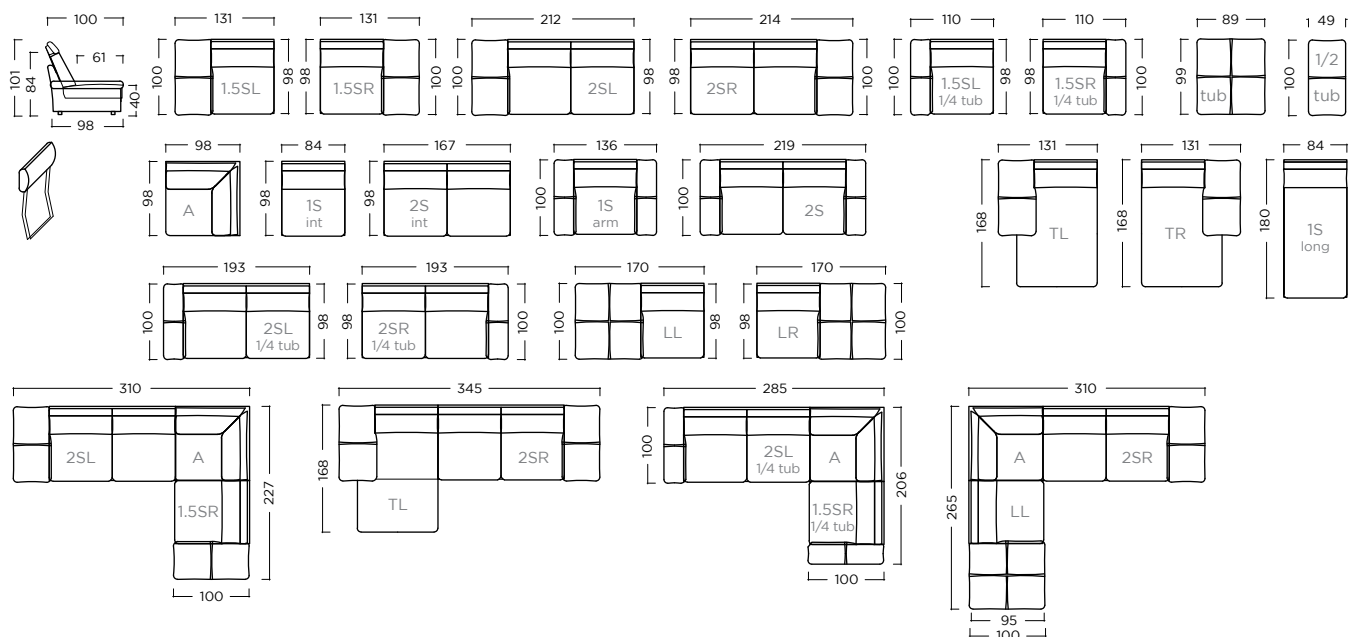 100
131
131
212
214
110
110
89
49
61
101
84
40
98
100
98
98
100
100
98
98
100
100
98
98
100
99
100
1.5SL
1.5SR
2SL
2SR
1.5SL
1/4 tub
1.5SR
1/4 tub
tub
1/2
tub
98
84
167
136
219
131
131
84
98
98
98
100
100
168
168
180
A
1S
int
2S
int
1S
arm
2S
TL
TR
1S
long
193
193
170
170
100
98
98
100
100
98
98
100
2SL
1/4 tub
2SR
1/4 tub
LL
LR
310
345
285
310
2SL
A
1.5SR
227
100
168
2SR
TL
100
2SL
1/4 tub
A
1.5SR
1/4 tub
206
100
265
A
2SR
LL
95
100